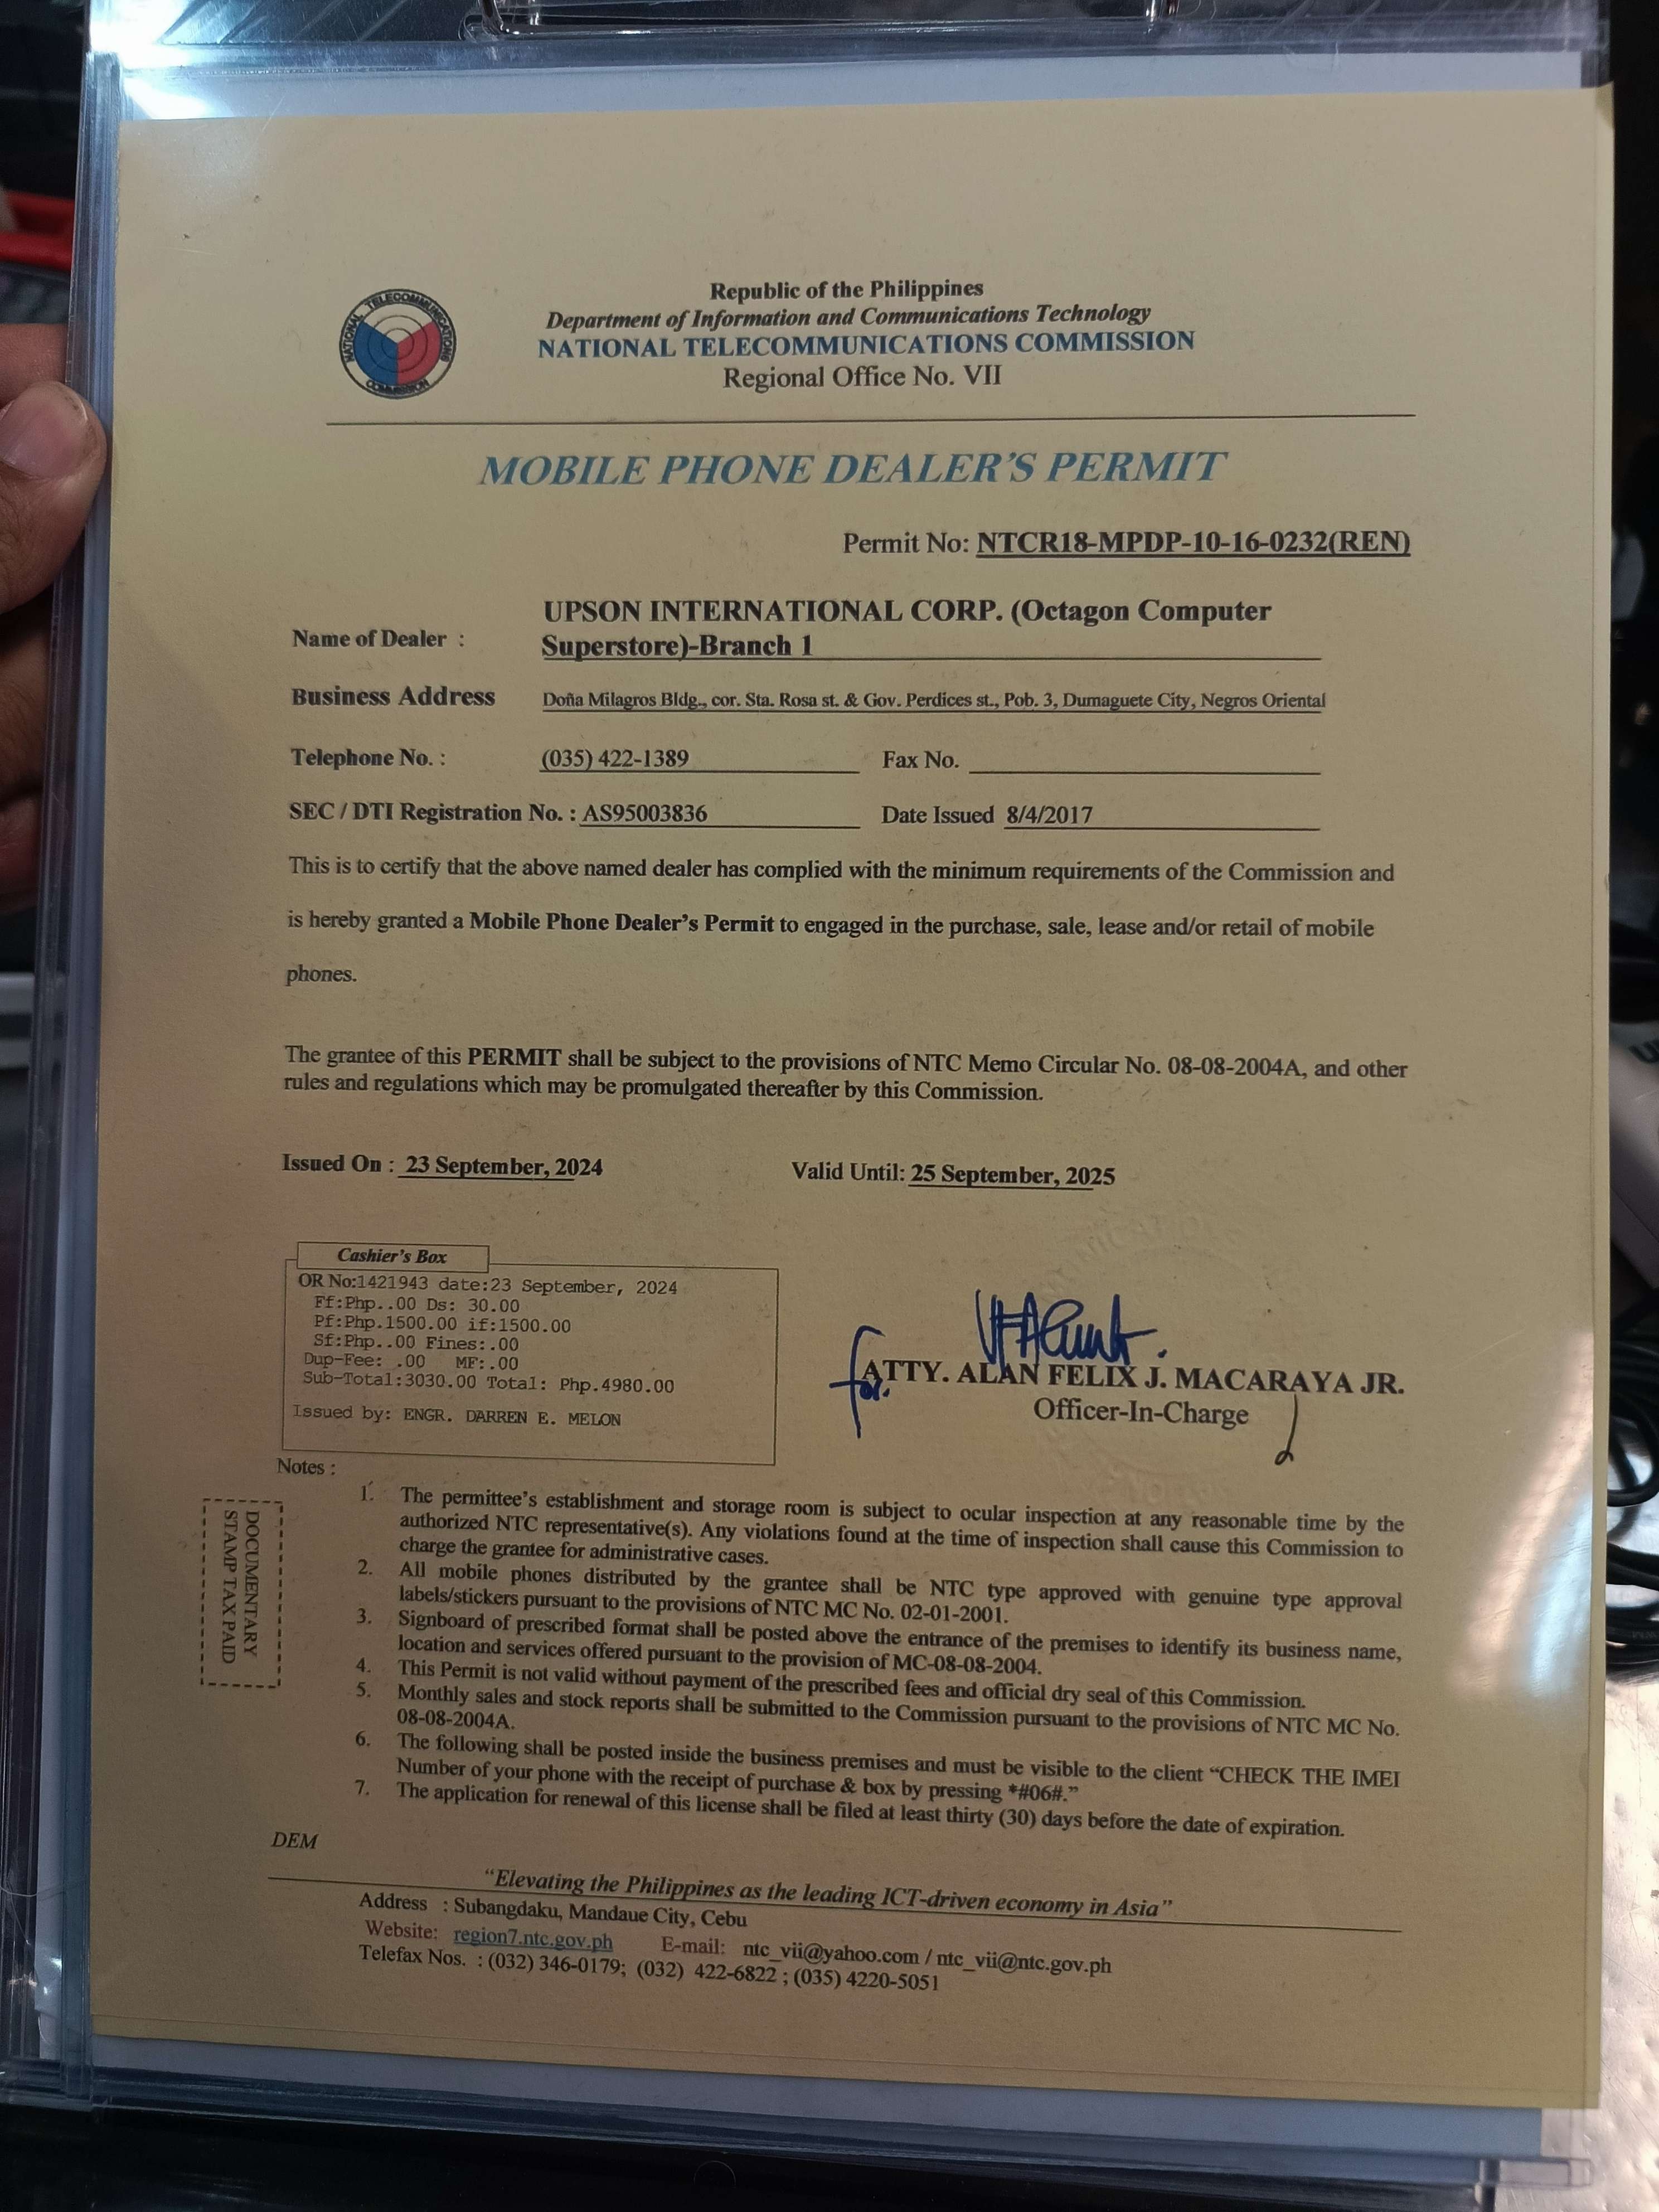 NATIONAL TELECOMMUNICATIONS COMMISSION
Republic of the Philippines
Department of Information and Communications Technology
NATIONAL TELECOMMUNICATIONS COMMISSION
Regional Office No. VII
MOBILE PHONE DEALER'S PERMIT
Permit No: NTCR18-MPDP-10-16-0232(REN)
Name of Dealer : UPSON INTERNATIONAL CORP. (Octagon Computer
Superstore)-Branch 1
Business Address Doña Milagros Bldg., cor. Sta. Rosa st. & Gov. Perdices st., Pob. 3, Dumaguete City, Negros Oriental
Telephone No. : (035) 422-1389 Fax No.
SEC / DTI Registration No. : AS95003836 Date Issued 8/4/2017
This is to certify that the above named dealer has complied with the minimum requirements of the Commission and
is hereby granted a Mobile Phone Dealer's Permit to engaged in the purchase, sale, lease and/or retail of mobile
phones.
The grantee of this PERMIT shall be subject to the provisions of NTC Memo Circular No. 08-08-2004A, and other
rules and regulations which may be promulgated thereafter by this Commission.
Issued On : 23 September, 2024 Valid Until: 25 September, 2025
Cashier's Box
OR No:1421943 date:23 September, 2024
Ff:Php..00 Ds: 30.00
Pf:Php.1500.00 if:1500.00
Sf:Php..00 Fines:.00
Dup-Fee: .00 MF:.00
Sub-Total:3030.00 Total: Php.4980.00
Issued by: ENGR. DARREN E. MELON
for:
ATTY. ALAN FELIX J. MACARAYA JR.
Officer-In-Charge
Notes :
1. The permittee's establishment and storage room is subject to ocular inspection at any reasonable time by the
authorized NTC representative(s). Any violations found at the time of inspection shall cause this Commission to
charge the grantee for administrative cases.
2. All mobile phones distributed by the grantee shall be NTC type approved with genuine type approval
labels/stickers pursuant to the provisions of NTC MC No. 02-01-2001.
3. Signboard of prescribed format shall be posted above the entrance of the premises to identify its business name,
location and services offered pursuant to the provision of MC-08-08-2004.
4. This Permit is not valid without payment of the prescribed fees and official dry seal of this Commission.
5. Monthly sales and stock reports shall be submitted to the Commission pursuant to the provisions of NTC MC No.
08-08-2004A.
6. The following shall be posted inside the business premises and must be visible to the client "CHECK THE IMEI
Number of your phone with the receipt of purchase & box by pressing *#06#."
7. The application for renewal of this license shall be filed at least thirty (30) days before the date of expiration.
DOCUMENTARY
STAMP TAX PAID
DEM
"Elevating the Philippines as the leading ICT-driven economy in Asia"
Address : Subangdaku, Mandaue City, Cebu
Website: region7.ntc.gov.ph E-mail: ntc_vii@yahoo.com / ntc_vii@ntc.gov.ph
Telefax Nos. : (032) 346-0179; (032) 422-6822 ; (035) 4220-5051